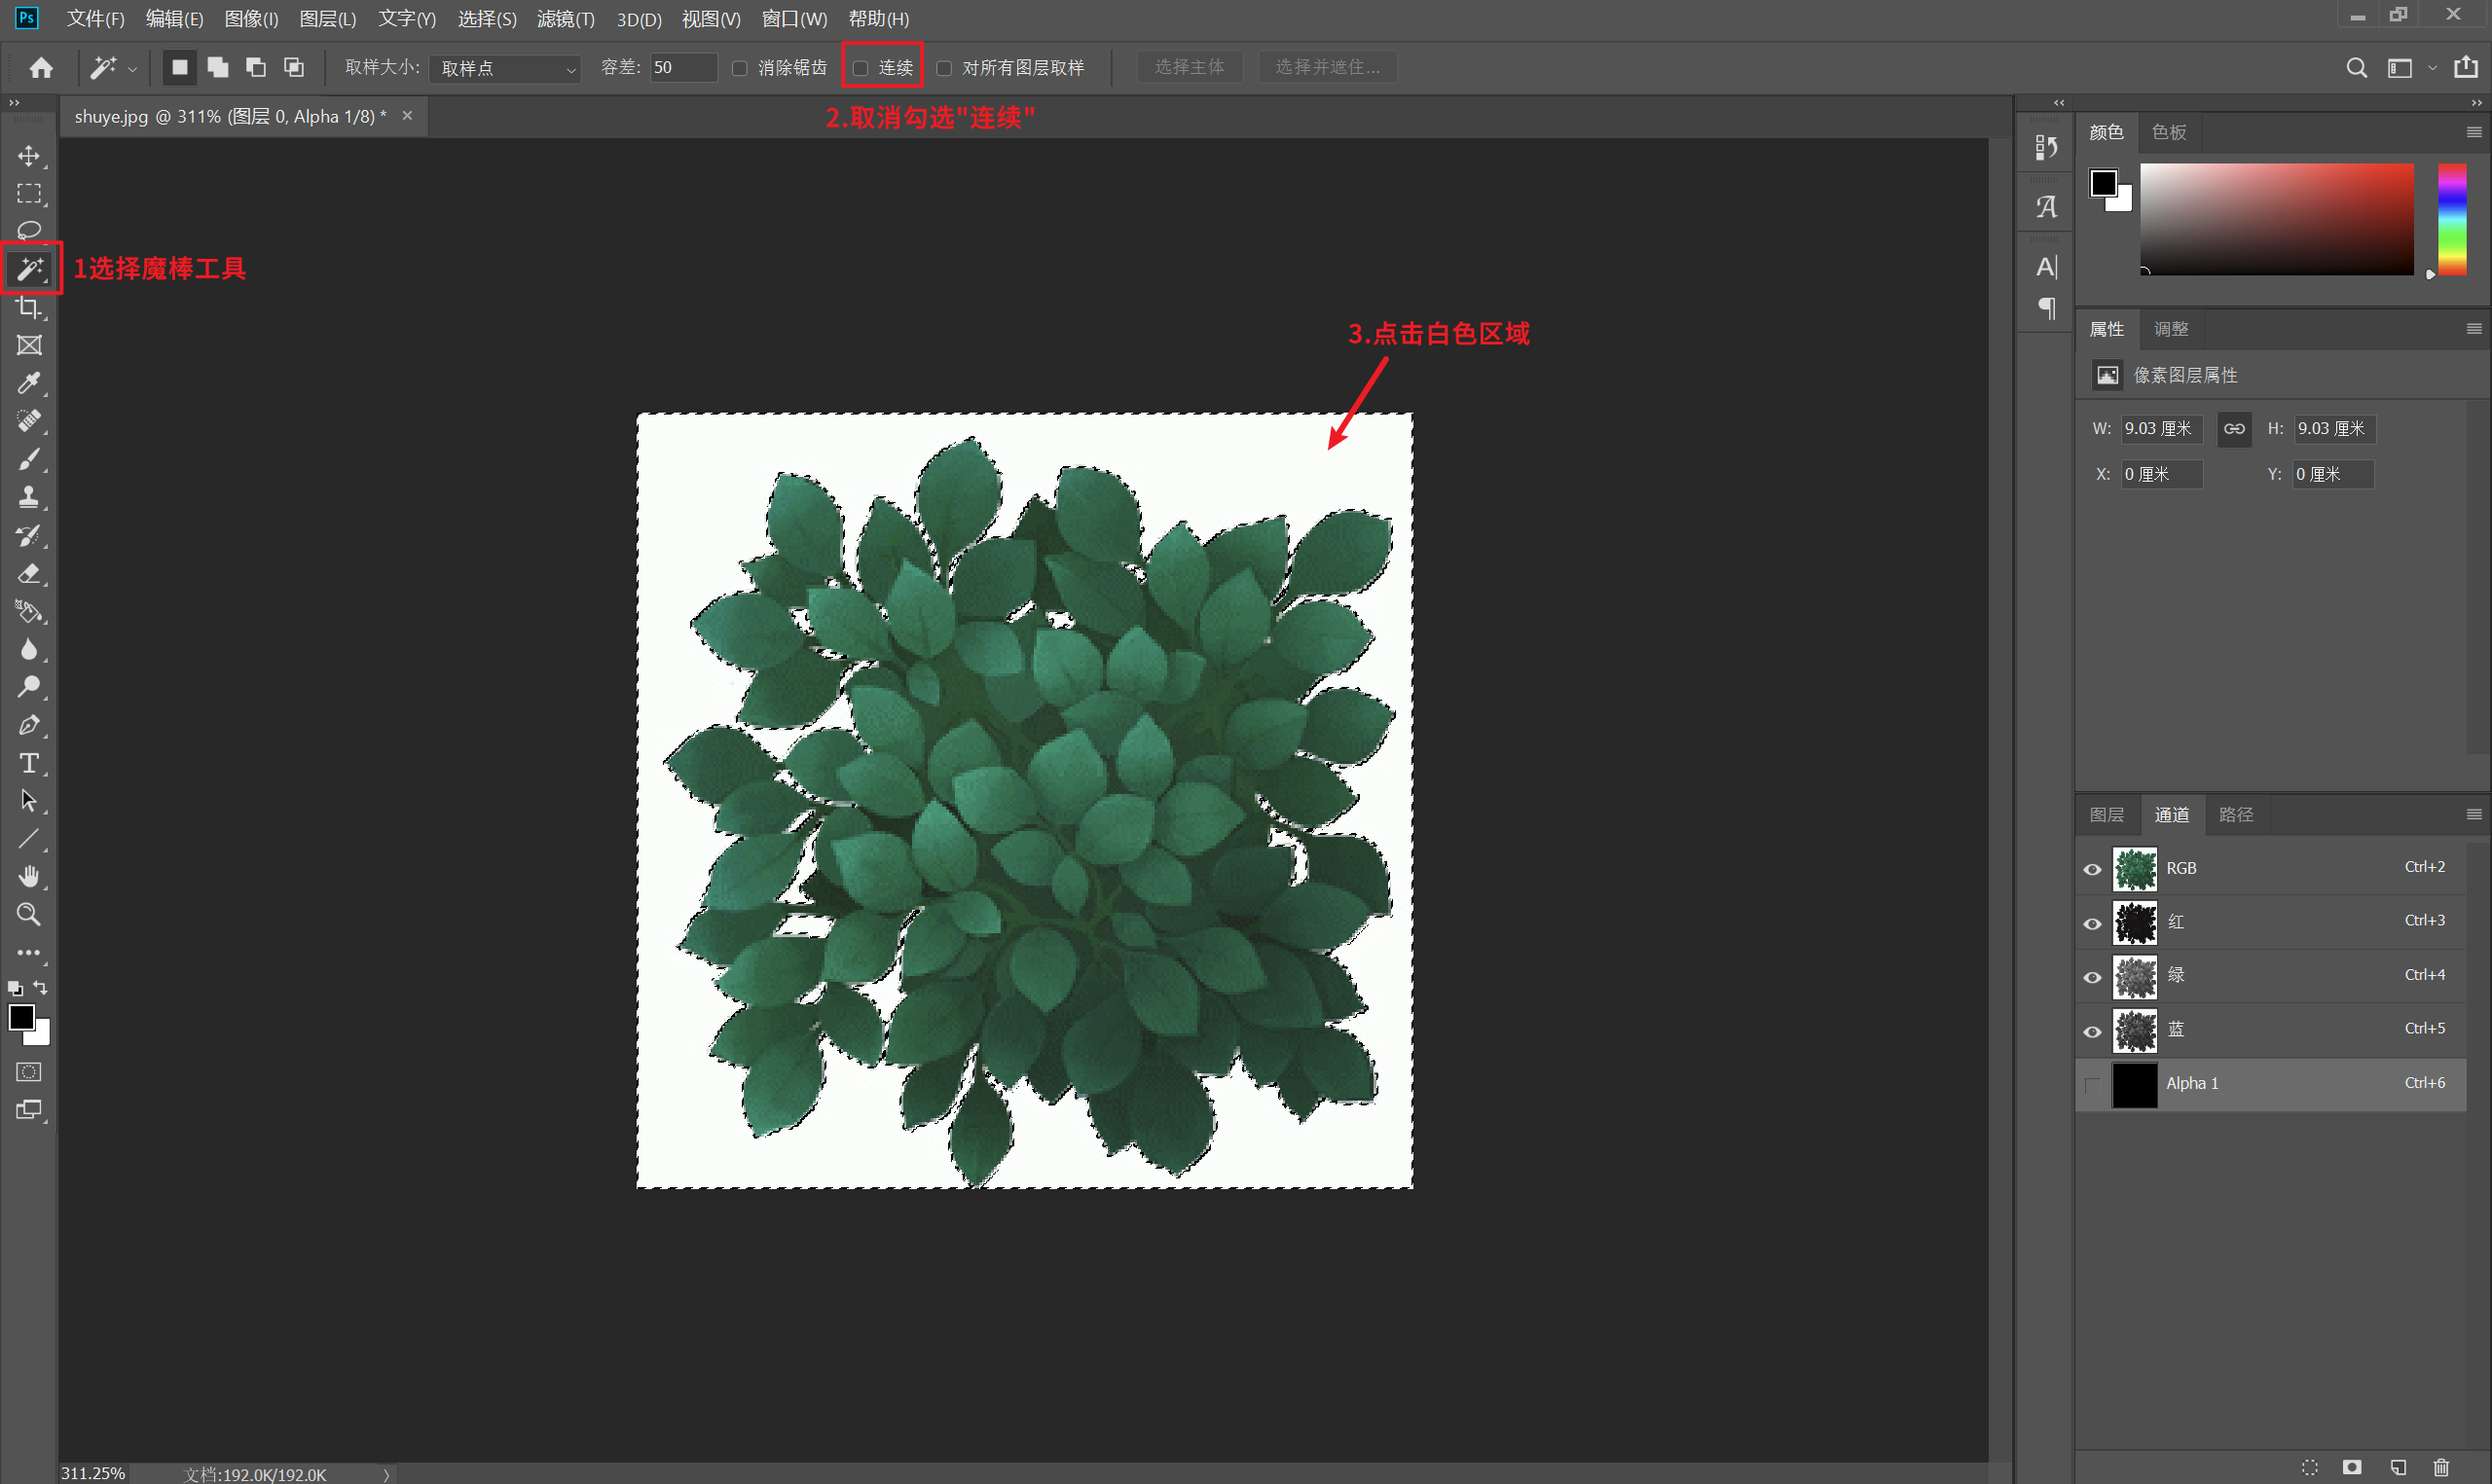 Ps 文件(F) 编辑(E) 图像(I) 图层(L) 文字(Y) 选择(S) 滤镜(T) 3D(D) 视图(V) 窗口(W) 帮助(H)
取样大小: 取样点 容差: 50 消除锯齿 连续 对所有图层取样 选择主体 选择并遮住...
shuye.jpg @ 311% (图层 0, Alpha 1/8) *
2.取消勾选"连续"
1选择魔棒工具
3.点击白色区域
颜色 色板
属性 调整
像素图层属性
W: 9.03 厘米 H: 9.03 厘米
X: 0 厘米 Y: 0 厘米
图层 通道 路径
RGB Ctrl+2
红 Ctrl+3
绿 Ctrl+4
蓝 Ctrl+5
Alpha 1 Ctrl+6
311.25% 文档:192.0K/192.0K